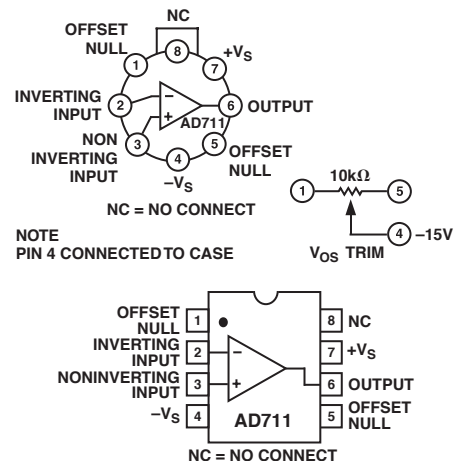 NC
OFFSET
NULL
8
1
7
+VS
INVERTING
INPUT
2
−
+
6
OUTPUT
AD711
NON
INVERTING
INPUT
3
5
OFFSET
NULL
4
−VS
NC = NO CONNECT
NOTE
PIN 4 CONNECTED TO CASE
10kΩ
1
5
4
–15V
VOS TRIM
OFFSET
NULL
1
8
NC
INVERTING
INPUT
2
−
7
+VS
NONINVERTING
INPUT
3
+
6
OUTPUT
−VS
4
AD711
5
OFFSET
NULL
NC = NO CONNECT